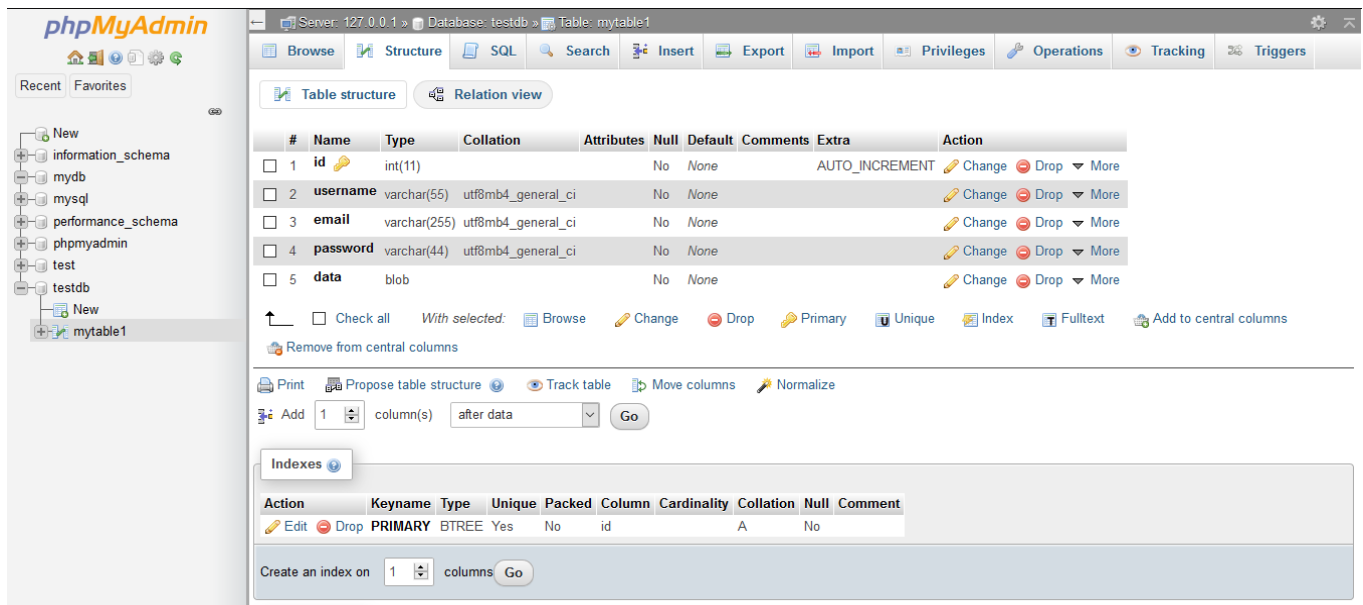 phpMyAdmin
Recent Favorites
New
information_schema
mydb
mysql
performance_schema
phpmyadmin
test
testdb
New
mytable1
Server: 127.0.0.1 » Database: testdb » Table: mytable1
Browse Structure SQL Search Insert Export Import Privileges Operations Tracking Triggers
Table structure Relation view
# Name Type Collation Attributes Null Default Comments Extra Action
1 id int(11) No None AUTO_INCREMENT Change Drop More
2 username varchar(55) utf8mb4_general_ci No None Change Drop More
3 email varchar(255) utf8mb4_general_ci No None Change Drop More
4 password varchar(44) utf8mb4_general_ci No None Change Drop More
5 data blob No None Change Drop More
Check all With selected: Browse Change Drop Primary Unique Index Fulltext Add to central columns
Remove from central columns
Print Propose table structure Track table Move columns Normalize
Add 1 column(s) after data Go
Indexes
Action Keyname Type Unique Packed Column Cardinality Collation Null Comment
Edit Drop PRIMARY BTREE Yes No id A No
Create an index on 1 columns Go